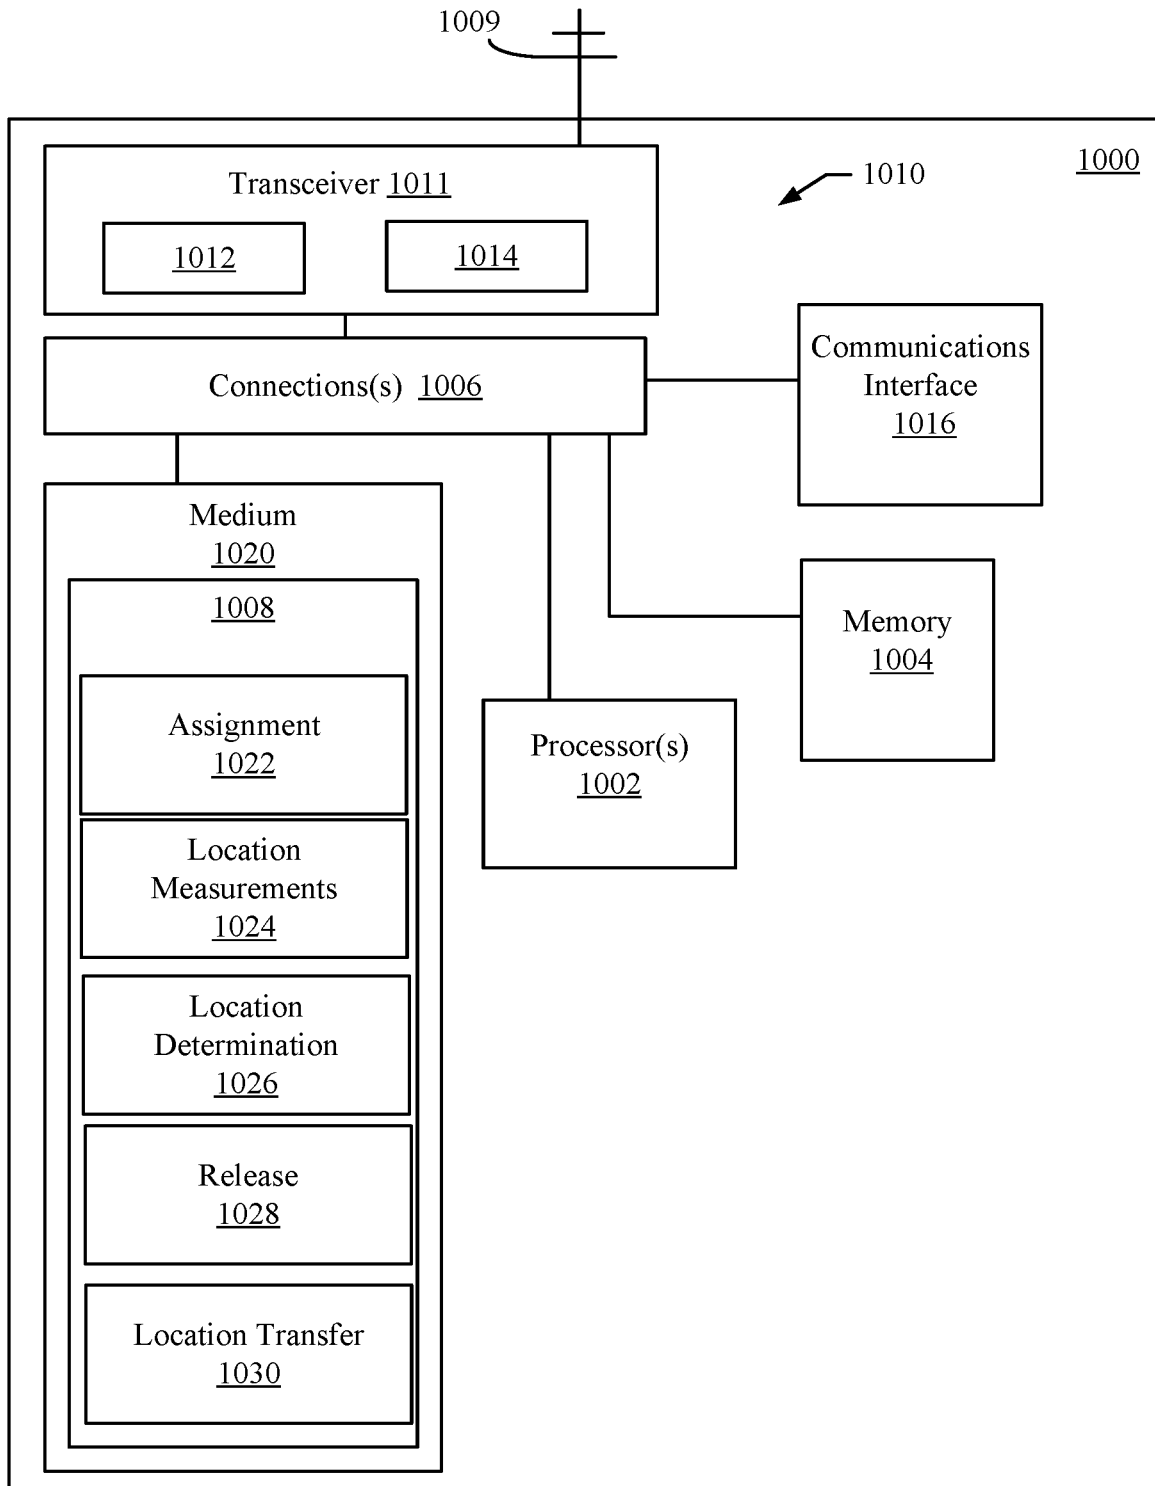 1009
1000
1010
Transceiver 1011
1012
1014
Connections(s) 1006
Communications
Interface
1016
Medium
1020
1008
Assignment
1022
Location
Measurements
1024
Location
Determination
1026
Release
1028
Location Transfer
1030
Processor(s)
1002
Memory
1004